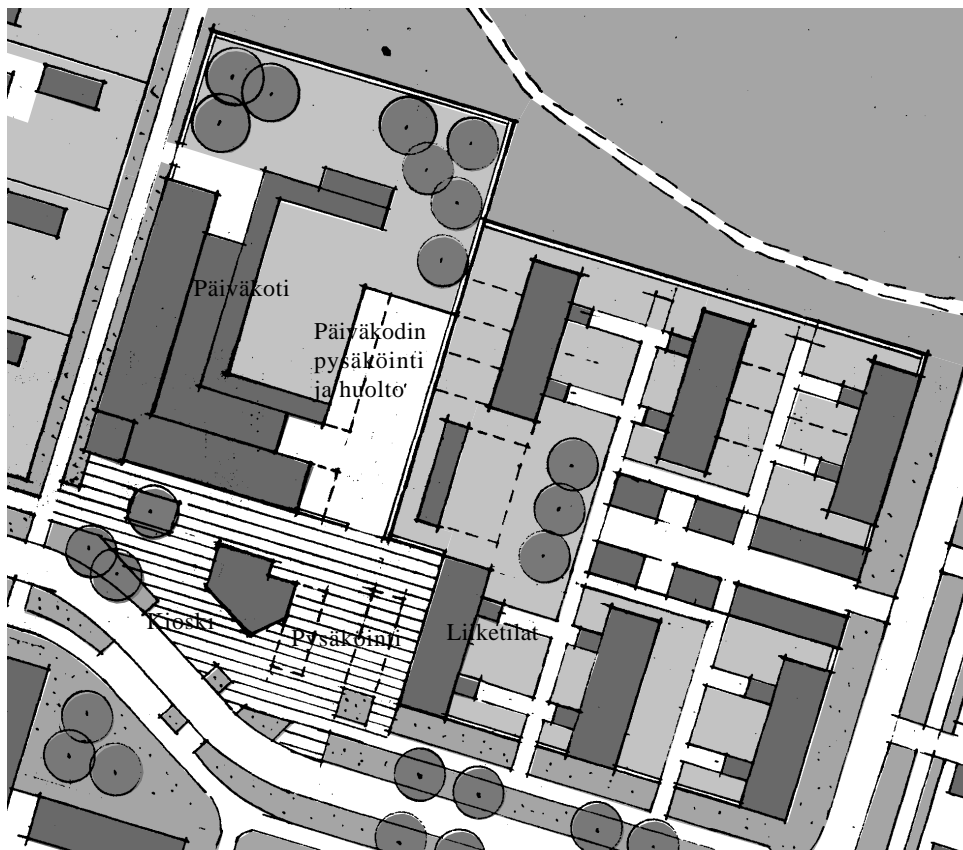 Päiväkoti
Päiväkodin
pysäköinti
ja huolto
Kioski
Pysäköinti
Liiketilat